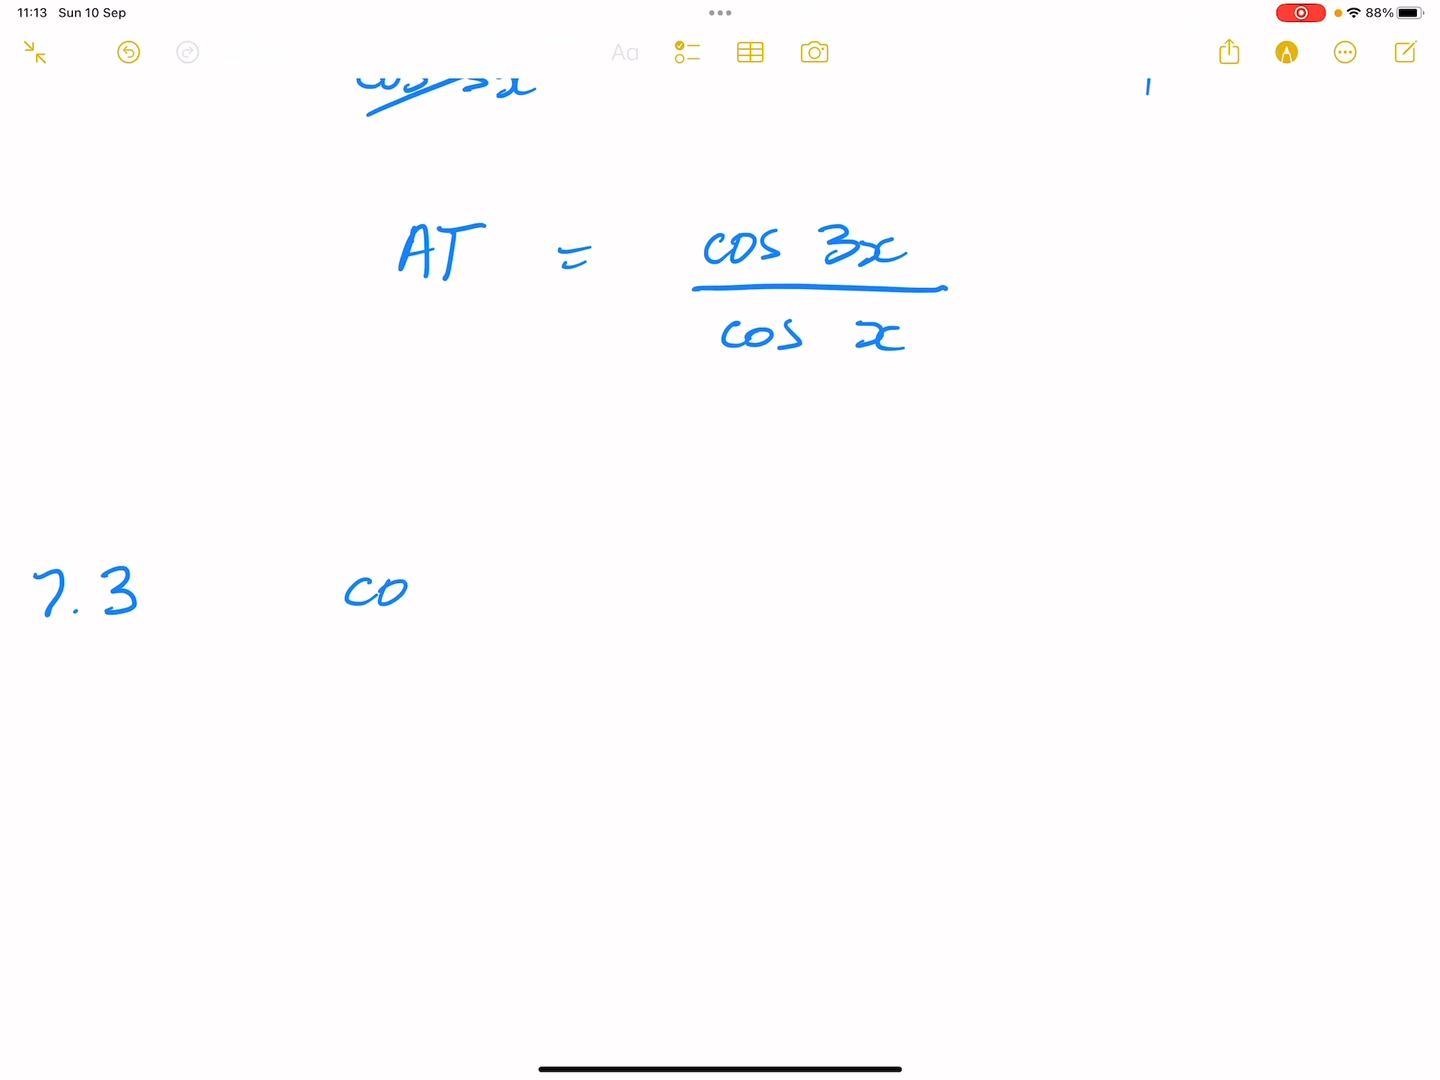 11:13 Sun 10 Sep 88%
Aa
AT = cos 3x
cos x
7.3 co